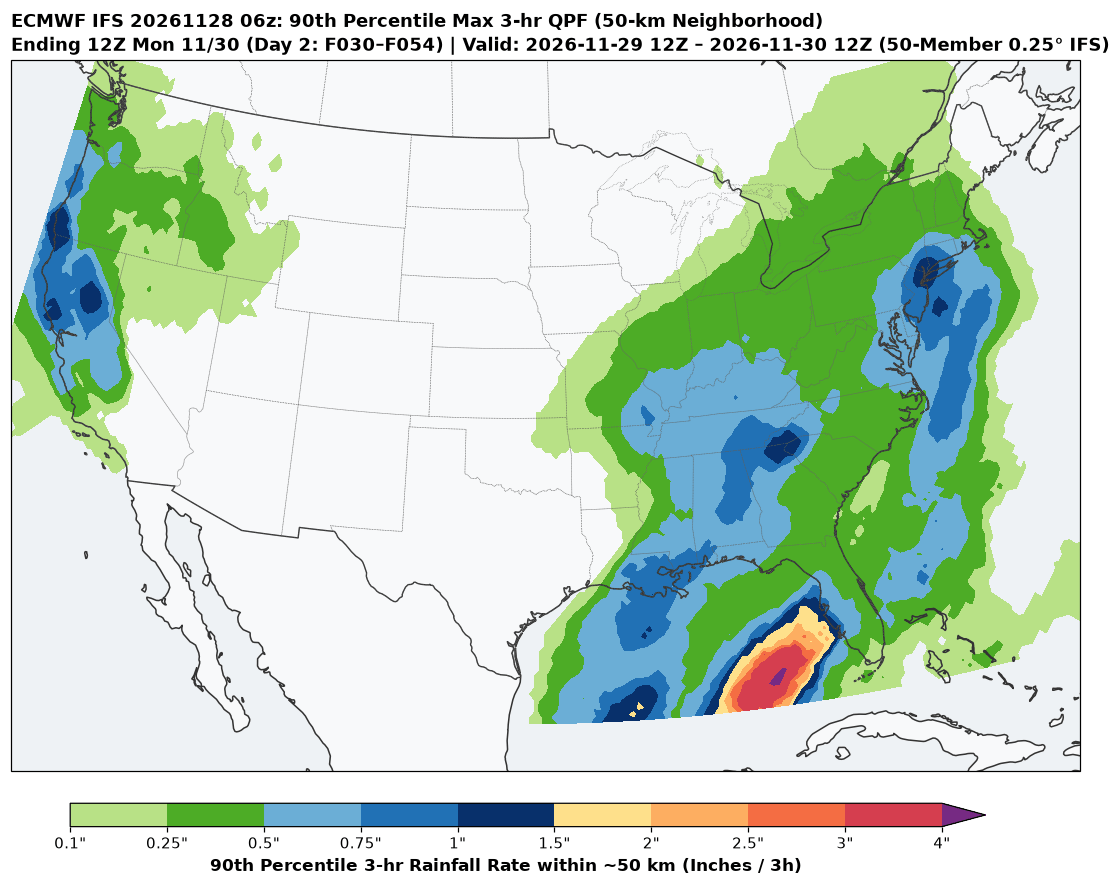 ECMWF IFS 20261128 06z: 90th Percentile Max 3-hr QPF (50-km Neighborhood)
Ending 12Z Mon 11/30 (Day 2: F030–F054) | Valid: 2026-11-29 12Z – 2026-11-30 12Z (50-Member 0.25° IFS)
0.1" 0.25" 0.5" 0.75" 1" 1.5" 2" 2.5" 3" 4"
90th Percentile 3-hr Rainfall Rate within ~50 km (Inches / 3h)